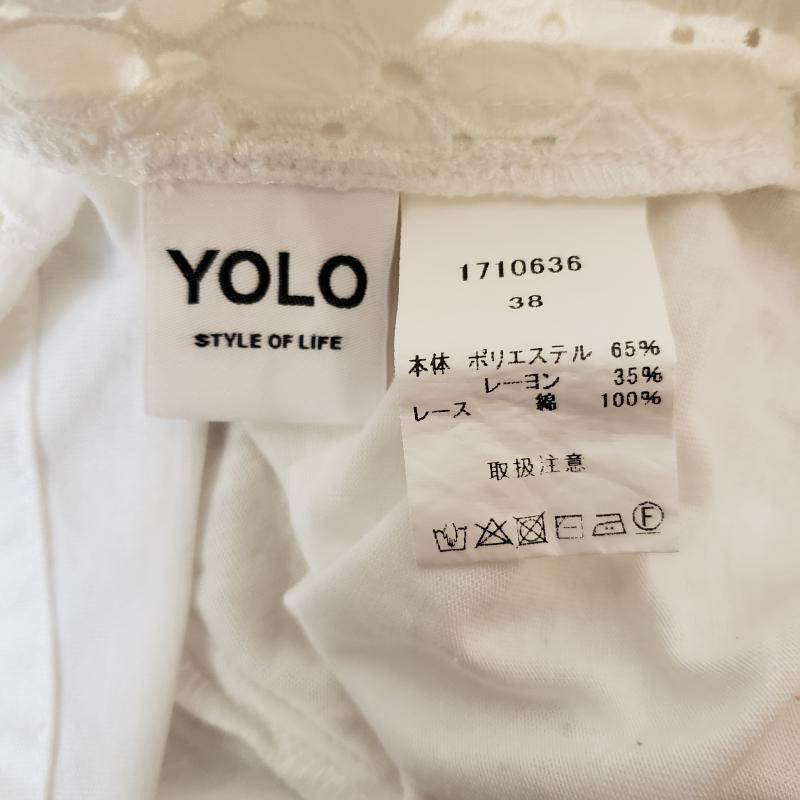 YOLO
STYLE OF LIFE
1710636
38
本体 ポリエステル 65%
レーヨン 35%
レース 綿 100%
取扱注意
F